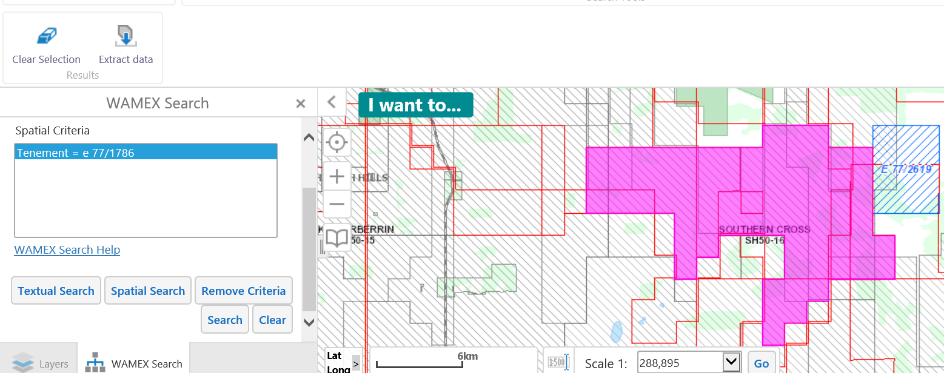 Clear Selection
Extract data
Results
WAMEX Search
I want to...
Spatial Criteria
Tenement = e 77/1786
E 77/2619
H HILLS
RBERRIN
50-15
SOUTHERN CROSS
SH50-16
WAMEX Search Help
Textual Search
Spatial Search
Remove Criteria
Search
Clear
Layers
WAMEX Search
Lat
Long
>
6km
Scale 1:
288,895
Go